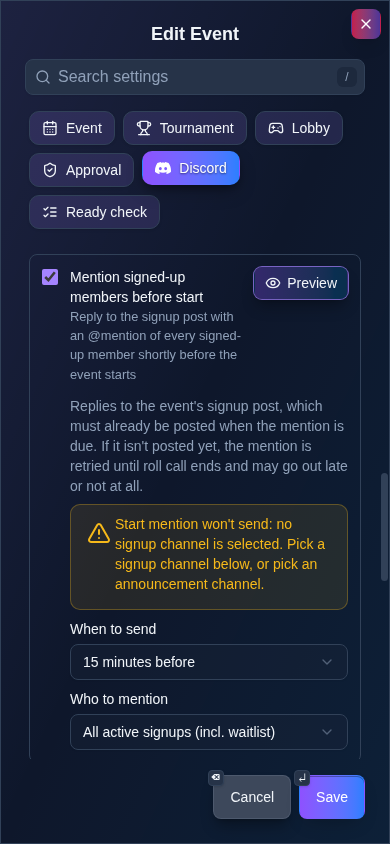 Edit Event
Search settings /
Event
Tournament
Lobby
Approval
Discord
Ready check
Mention signed-up
members before start
Reply to the signup post with
an @mention of every signed-
up member shortly before the
event starts
Preview
Replies to the event's signup post, which
must already be posted when the mention is
due. If it isn't posted yet, the mention is
retried until roll call ends and may go out late
or not at all.
Start mention won't send: no
signup channel is selected. Pick a
signup channel below, or pick an
announcement channel.
When to send
15 minutes before
Who to mention
All active signups (incl. waitlist)
Cancel
Save